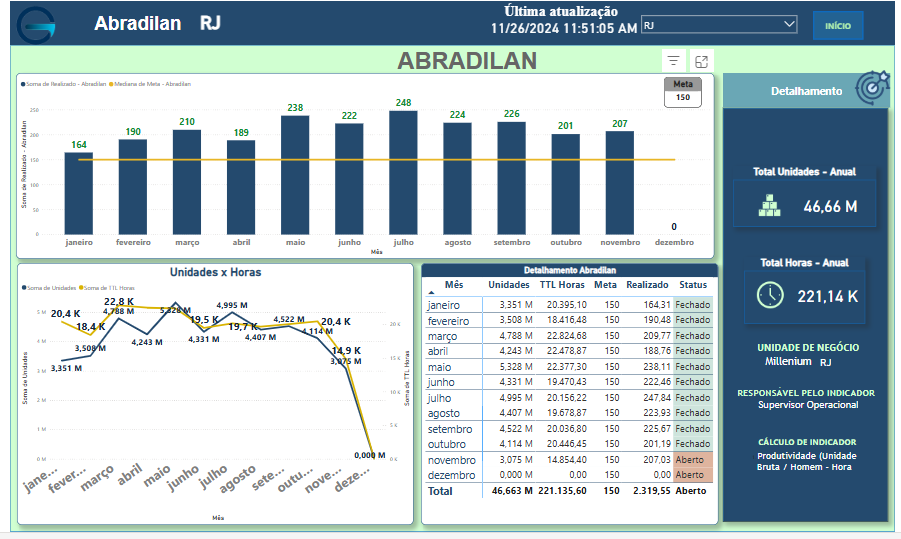 Abradilan RJ
Última atualização
11/26/2024 11:51:05 AM
RJ
INÍCIO
ABRADILAN
Soma de Realizado - Abradilan Mediana de Meta - Abradilan
Meta
150
Soma de Realizado - Abradilan
250
200
150
100
50
0
164 190 210 189 238 222 248 224 226 201 207 0
janeiro fevereiro março abril maio junho julho agosto setembro outubro novembro dezembro
Mês
Unidades x Horas
Soma de Unidades Soma de TTL Horas
Soma de Unidades
5 M
4 M
3 M
2 M
1 M
0 M
20,4 K
18,4 K
22,8 K
19,5 K
19,7 K
20,4 K
14,9 K
3,351 M
3,508 M
4,788 M
4,243 M
5,328 M
4,331 M
4,995 M
4,407 M
4,522 M
4,114 M
3,075 M
0,000 M
20 K
15 K
10 K
5 K
0 K
Soma de TTL Horas
jane... fever... março abril maio junho julho agosto sete... outu... nove... deze...
Mês
Detalhamento Abradilan
Mês Unidades TTL Horas Meta Realizado Status
janeiro 3,351 M 20.395,10 150 164,31 Fechado
fevereiro 3,508 M 18.416,48 150 190,48 Fechado
março 4,788 M 22.824,68 150 209,77 Fechado
abril 4,243 M 22.478,87 150 188,76 Fechado
maio 5,328 M 22.377,30 150 238,11 Fechado
junho 4,331 M 19.470,43 150 222,46 Fechado
julho 4,995 M 20.156,22 150 247,84 Fechado
agosto 4,407 M 19.678,87 150 223,93 Fechado
setembro 4,522 M 20.036,80 150 225,67 Fechado
outubro 4,114 M 20.446,45 150 201,19 Fechado
novembro 3,075 M 14.854,40 150 207,03 Aberto
dezembro 0,000 M 0,00 150 0,00 Aberto
Total 46,663 M 221.135,60 150 2.319,55 Aberto
Detalhamento
Total Unidades - Anual
46,66 M
Total Horas - Anual
221,14 K
UNIDADE DE NEGÓCIO
Millenium RJ
RESPONSÁVEL PELO INDICADOR
Supervisor Operacional
CÁLCULO DE INDICADOR
Produtividade (Unidade
Bruta / Homem - Hora